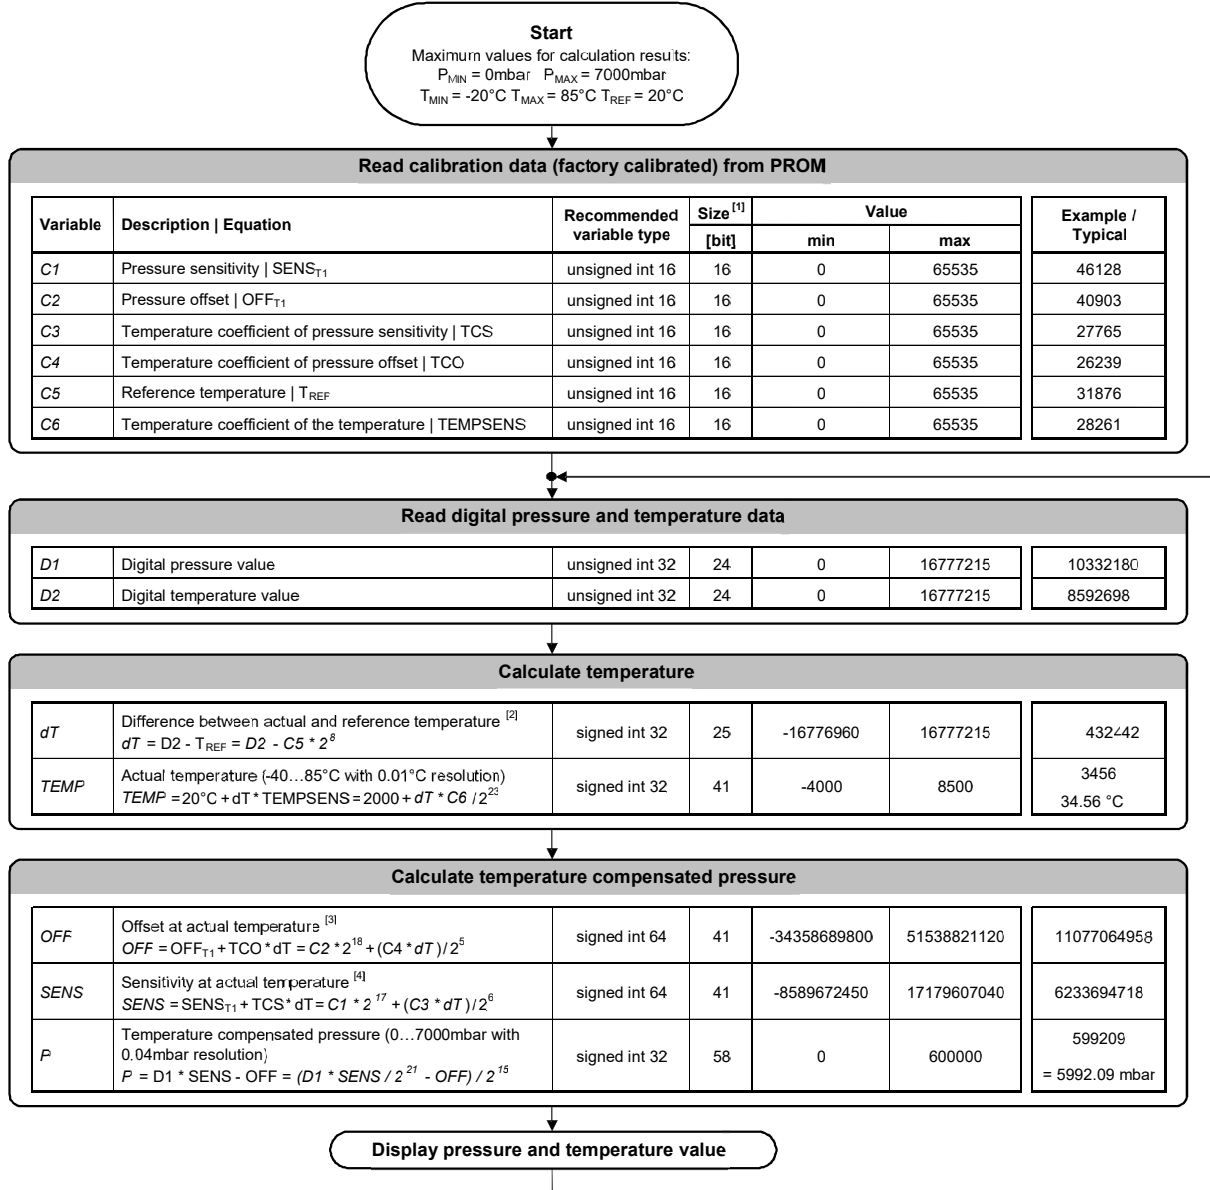 Start
Maximum values for calculation results:
PMIN = 0mbar PMAX = 7000mbar
TMIN = -20°C TMAX = 85°C TREF = 20°C
Read calibration data (factory calibrated) from PROM
Variable Description | Equation Recommended variable type Size[1] [bit] Value min max Example / Typical
C1 Pressure sensitivity | SENST1 unsigned int 16 16 0 65535 46128
C2 Pressure offset | OFFT1 unsigned int 16 16 0 65535 40903
C3 Temperature coefficient of pressure sensitivity | TCS unsigned int 16 16 0 65535 27765
C4 Temperature coefficient of pressure offset | TCO unsigned int 16 16 0 65535 26239
C5 Reference temperature | TREF unsigned int 16 16 0 65535 31876
C6 Temperature coefficient of the temperature | TEMPSENS unsigned int 16 16 0 65535 28261
Read digital pressure and temperature data
D1 Digital pressure value unsigned int 32 24 0 16777215 10332180
D2 Digital temperature value unsigned int 32 24 0 16777215 8592698
Calculate temperature
Difference between actual and reference temperature [2]
dT signed int 32 25 -16776960 16777215 432442
dT = D2 - TREF = D2 - C5 * 2^8
Actual temperature (-40…85°C with 0.01°C resolution) 3456
TEMP signed int 32 41 -4000 8500
TEMP =20°C+dT*TEMPSENS=2000+dT*C6/2^23 34.56 °C
Calculate temperature compensated pressure
Offset at actual temperature [3]
OFF signed int 64 41 -34358689800 51538821120 11077064958
OFF = OFFT1 + TCO*dT = C2*2^18 + (C4*dT)/2^5
Sensitivity at actual temperature [4]
SENS signed int 64 41 -8589672450 17179607040 6233694718
SENS = SENST1 + TCS*dT= C1 * 2^17 + (C3*dT)/2^6
Temperature compensated pressure (0…7000mbar with 599209
0.04mbar resolution)
P signed int 32 58 0 600000
P = D1 * SENS - OFF = (D1 * SENS / 2^21 - OFF) / 2^15 = 5992.09 mbar
Display pressure and temperature value